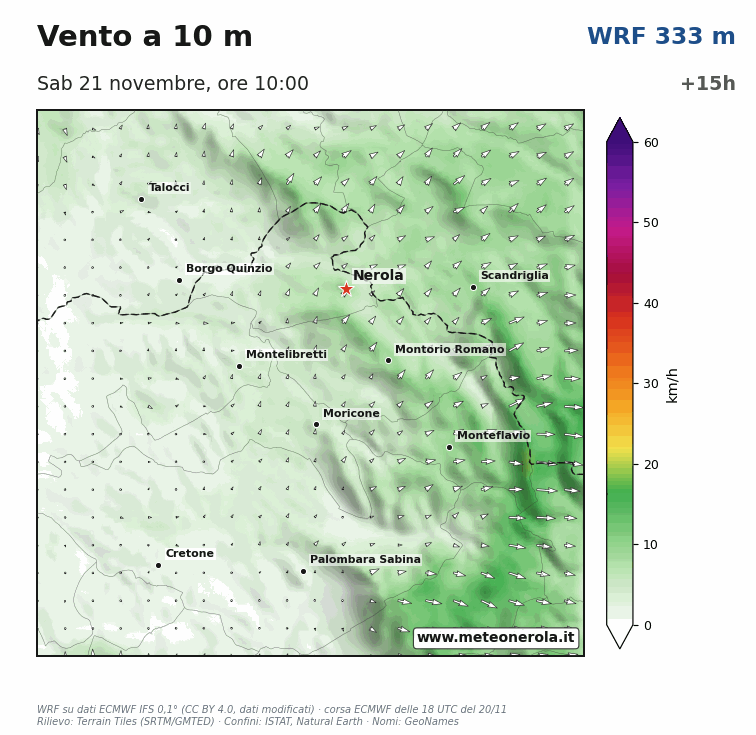 Vento a 10 m
WRF 333 m
Sab 21 novembre, ore 10:00
+15h
Talocci
Borgo Quinzio
Nerola
Scandriglia
Montelibretti
Montorio Romano
Moricone
Monteflavio
Cretone
Palombara Sabina
www.meteonerola.it
60
50
40
30
20
10
0
km/h
WRF su dati ECMWF IFS 0,1° (CC BY 4.0, dati modificati) · corsa ECMWF delle 18 UTC del 20/11
Rilievo: Terrain Tiles (SRTM/GMTED) · Confini: ISTAT, Natural Earth · Nomi: GeoNames